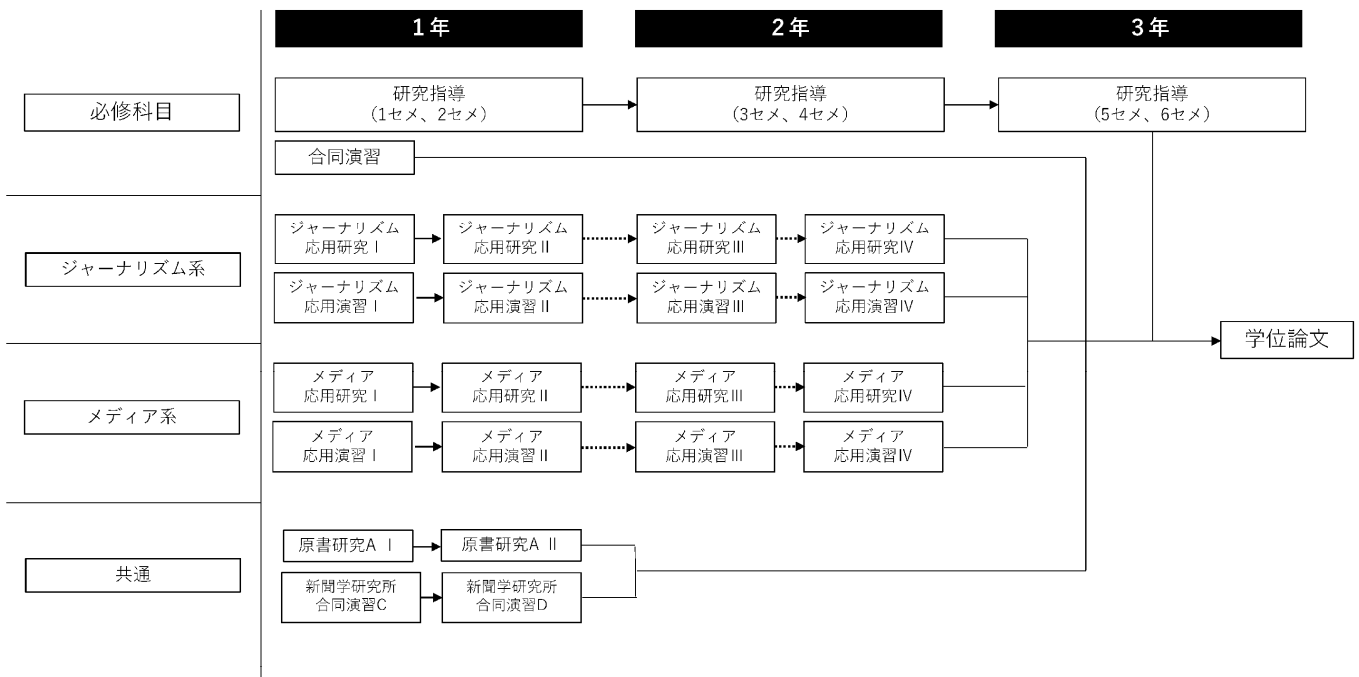 1年
2年
3年
必修科目
研究指導
（1セメ、2セメ）
研究指導
（3セメ、4セメ）
研究指導
（5セメ、6セメ）
合同演習
ジャーナリズム系
ジャーナリズム
応用研究Ⅰ
ジャーナリズム
応用研究Ⅱ
ジャーナリズム
応用研究Ⅲ
ジャーナリズム
応用研究Ⅳ
ジャーナリズム
応用演習Ⅰ
ジャーナリズム
応用演習Ⅱ
ジャーナリズム
応用演習Ⅲ
ジャーナリズム
応用演習Ⅳ
学位論文
メディア系
メディア
応用研究Ⅰ
メディア
応用研究Ⅱ
メディア
応用研究Ⅲ
メディア
応用研究Ⅳ
メディア
応用演習Ⅰ
メディア
応用演習Ⅱ
メディア
応用演習Ⅲ
メディア
応用演習Ⅳ
共通
原書研究A Ⅰ
原書研究A Ⅱ
新聞学研究所
合同演習C
新聞学研究所
合同演習D